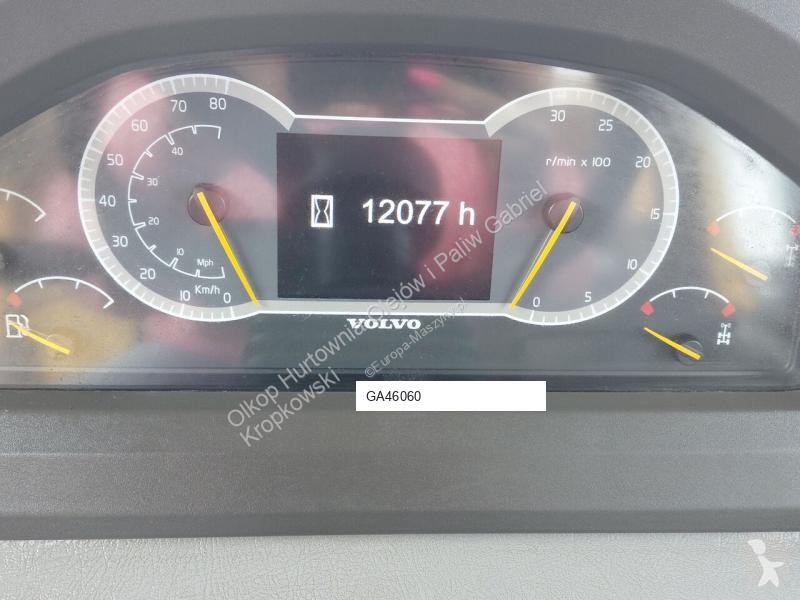 80
70
60
50
40
30
20
10
0
Km/h
40
30
20
10
Mph
12077 h
30
25
20
15
10
5
0
r/min x 100
VOLVO
Olkop Hurtownia Olejów i Paliw Gabriel
Kropkowski
©Europa-Maszyny.pl
GA46060